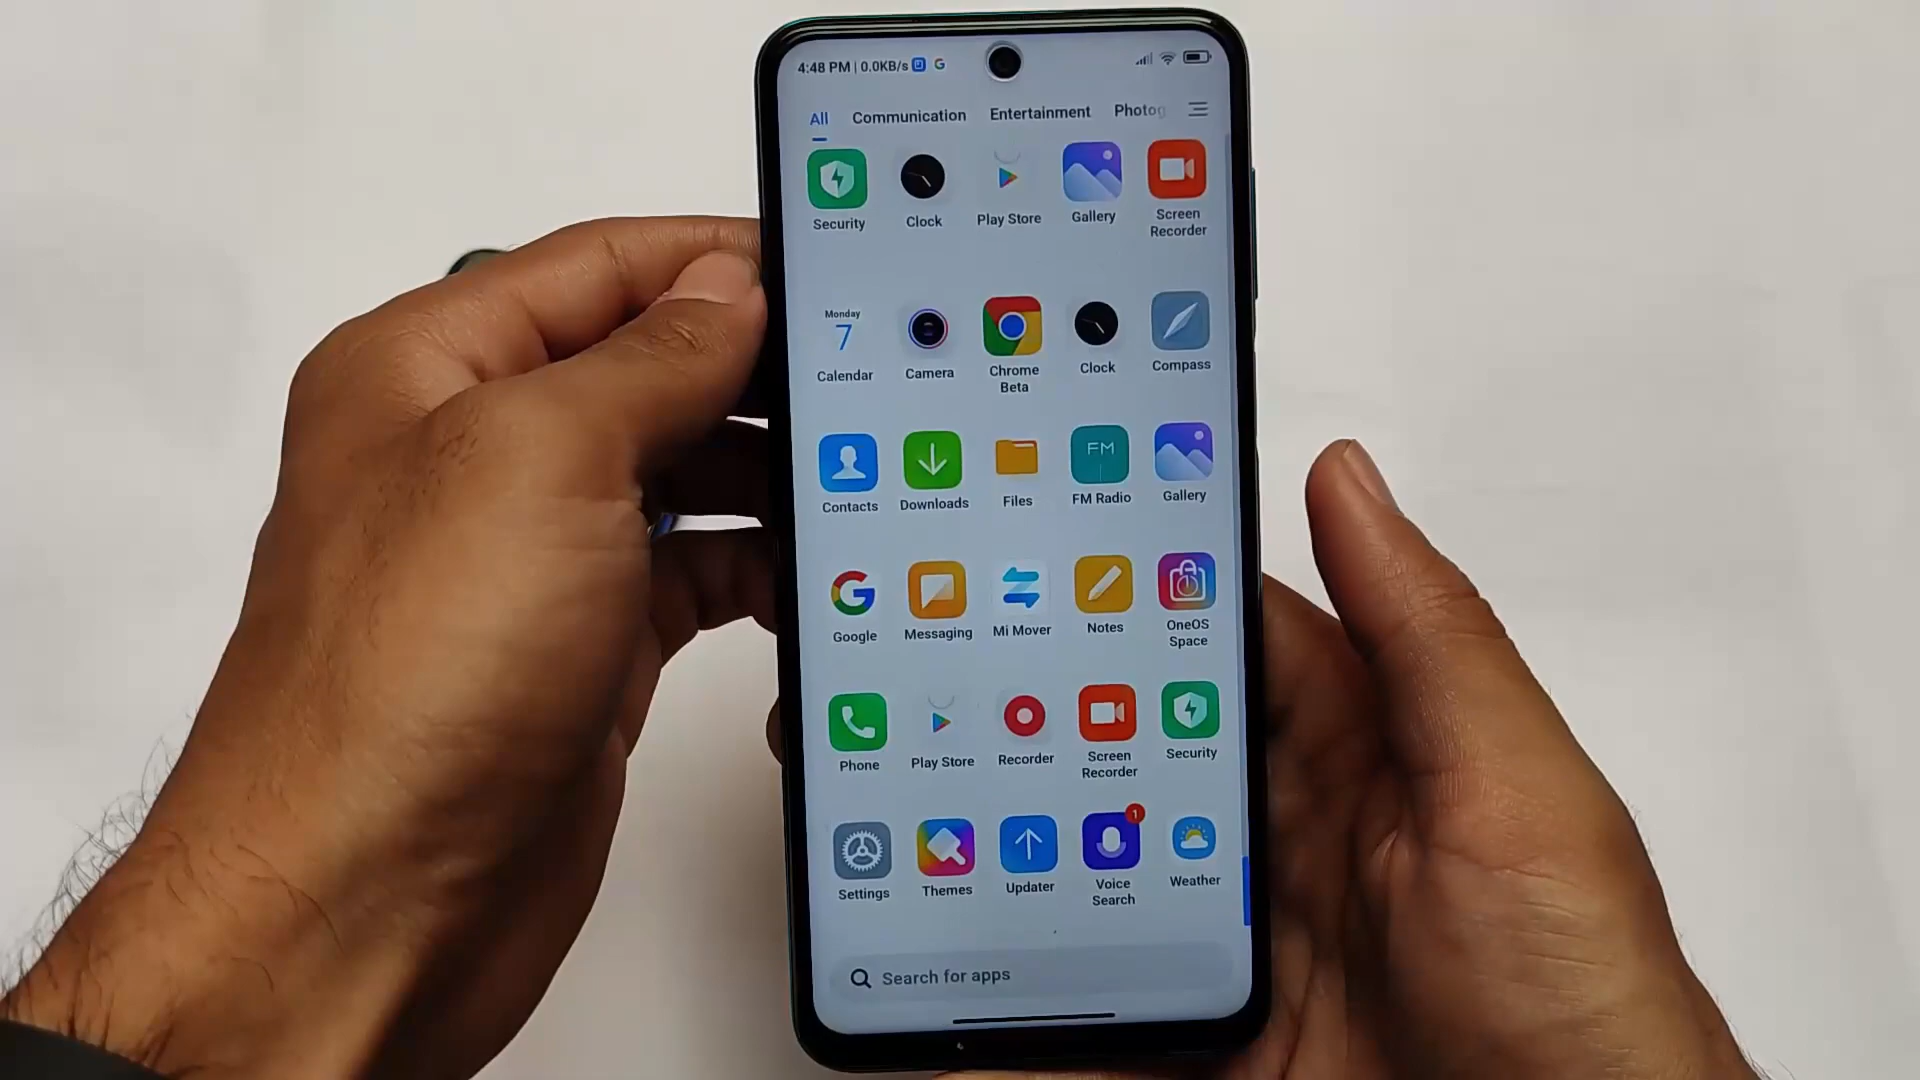 4:48 PM | 0.0KB/s
All Communication Entertainment Photog
Security Clock Play Store Gallery Screen
Recorder
Monday
7
Calendar Camera Chrome Clock Compass
Beta
FM
Contacts Downloads Files FM Radio Gallery
Google Messaging Mi Mover Notes OneOS
Space
Phone Play Store Recorder Screen Security
Recorder
1
Settings Themes Updater Voice Weather
Search
Search for apps